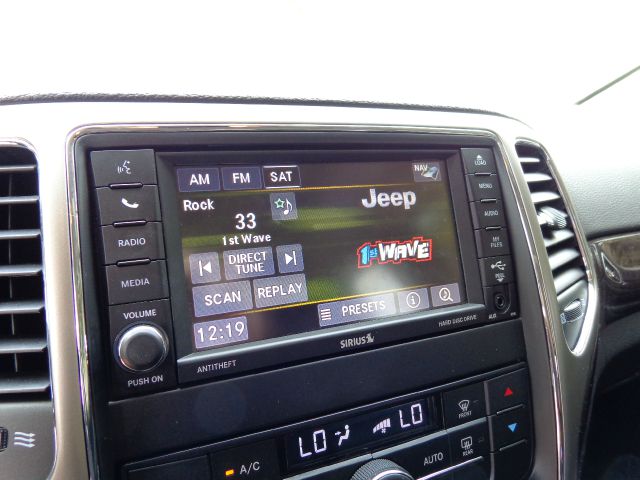 LOAD
AM FM SAT
NAV
MENU
Rock
Jeep
33
1st Wave
AUDIO
RADIO
DIRECT TUNE
1st WAVE
MY FILES
MEDIA
SCAN REPLAY
VOLUME
PRESETS
12:19
SIRIUS
HARD DISC DRIVE
AUX
PUSH ON
ANTITHEFT
LO LO
FRONT
A/C
AUTO
REAR